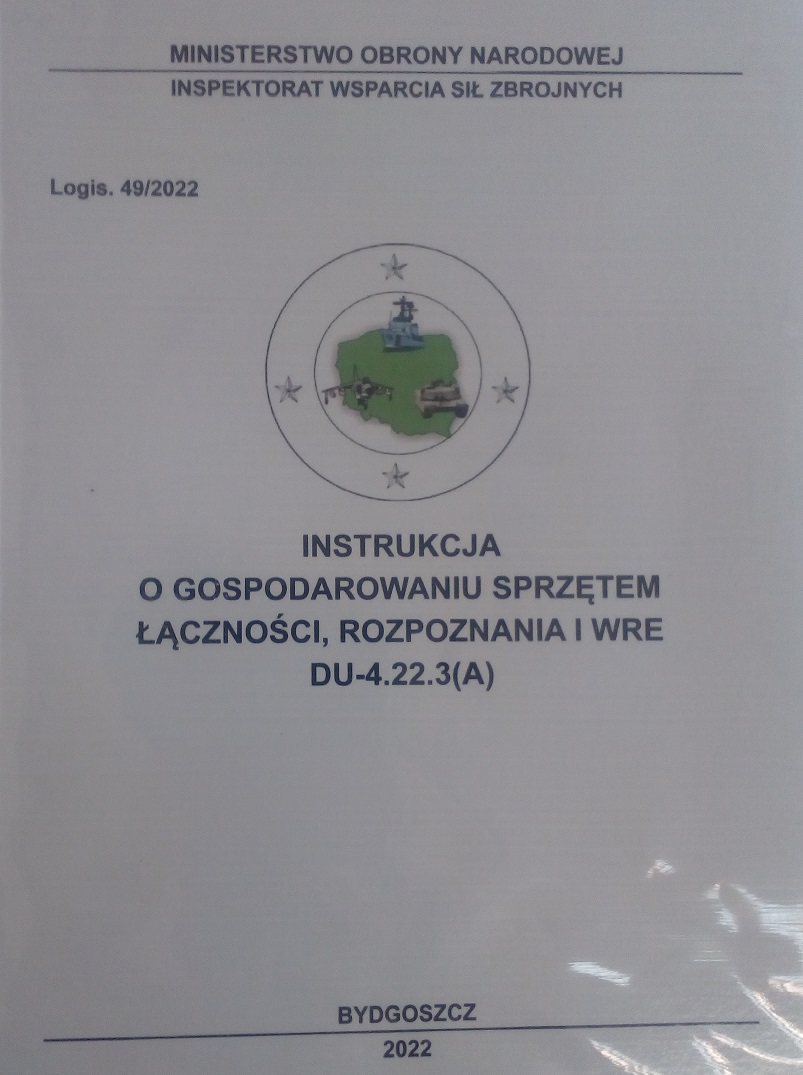 MINISTERSTWO OBRONY NARODOWEJ
INSPEKTORAT WSPARCIA SIŁ ZBROJNYCH
Logis. 49/2022
INSTRUKCJA
O GOSPODAROWANIU SPRZĘTEM
ŁĄCZNOŚCI, ROZPOZNANIA I WRE
DU-4.22.3(A)
BYDGOSZCZ
2022